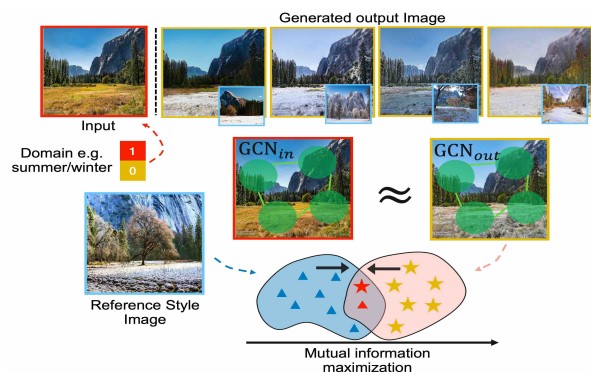 Generated output Image
Input
Domain e.g.
summer/winter
1
0
GCN_in
≈
GCN_out
Reference Style
Image
Mutual information
maximization